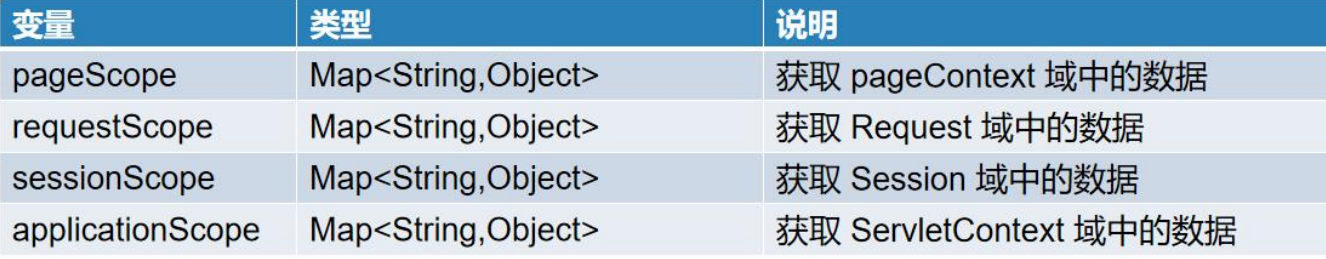 变量 类型 说明
pageScope Map<String,Object> 获取 pageContext 域中的数据
requestScope Map<String,Object> 获取 Request 域中的数据
sessionScope Map<String,Object> 获取 Session 域中的数据
applicationScope Map<String,Object> 获取 ServletContext 域中的数据